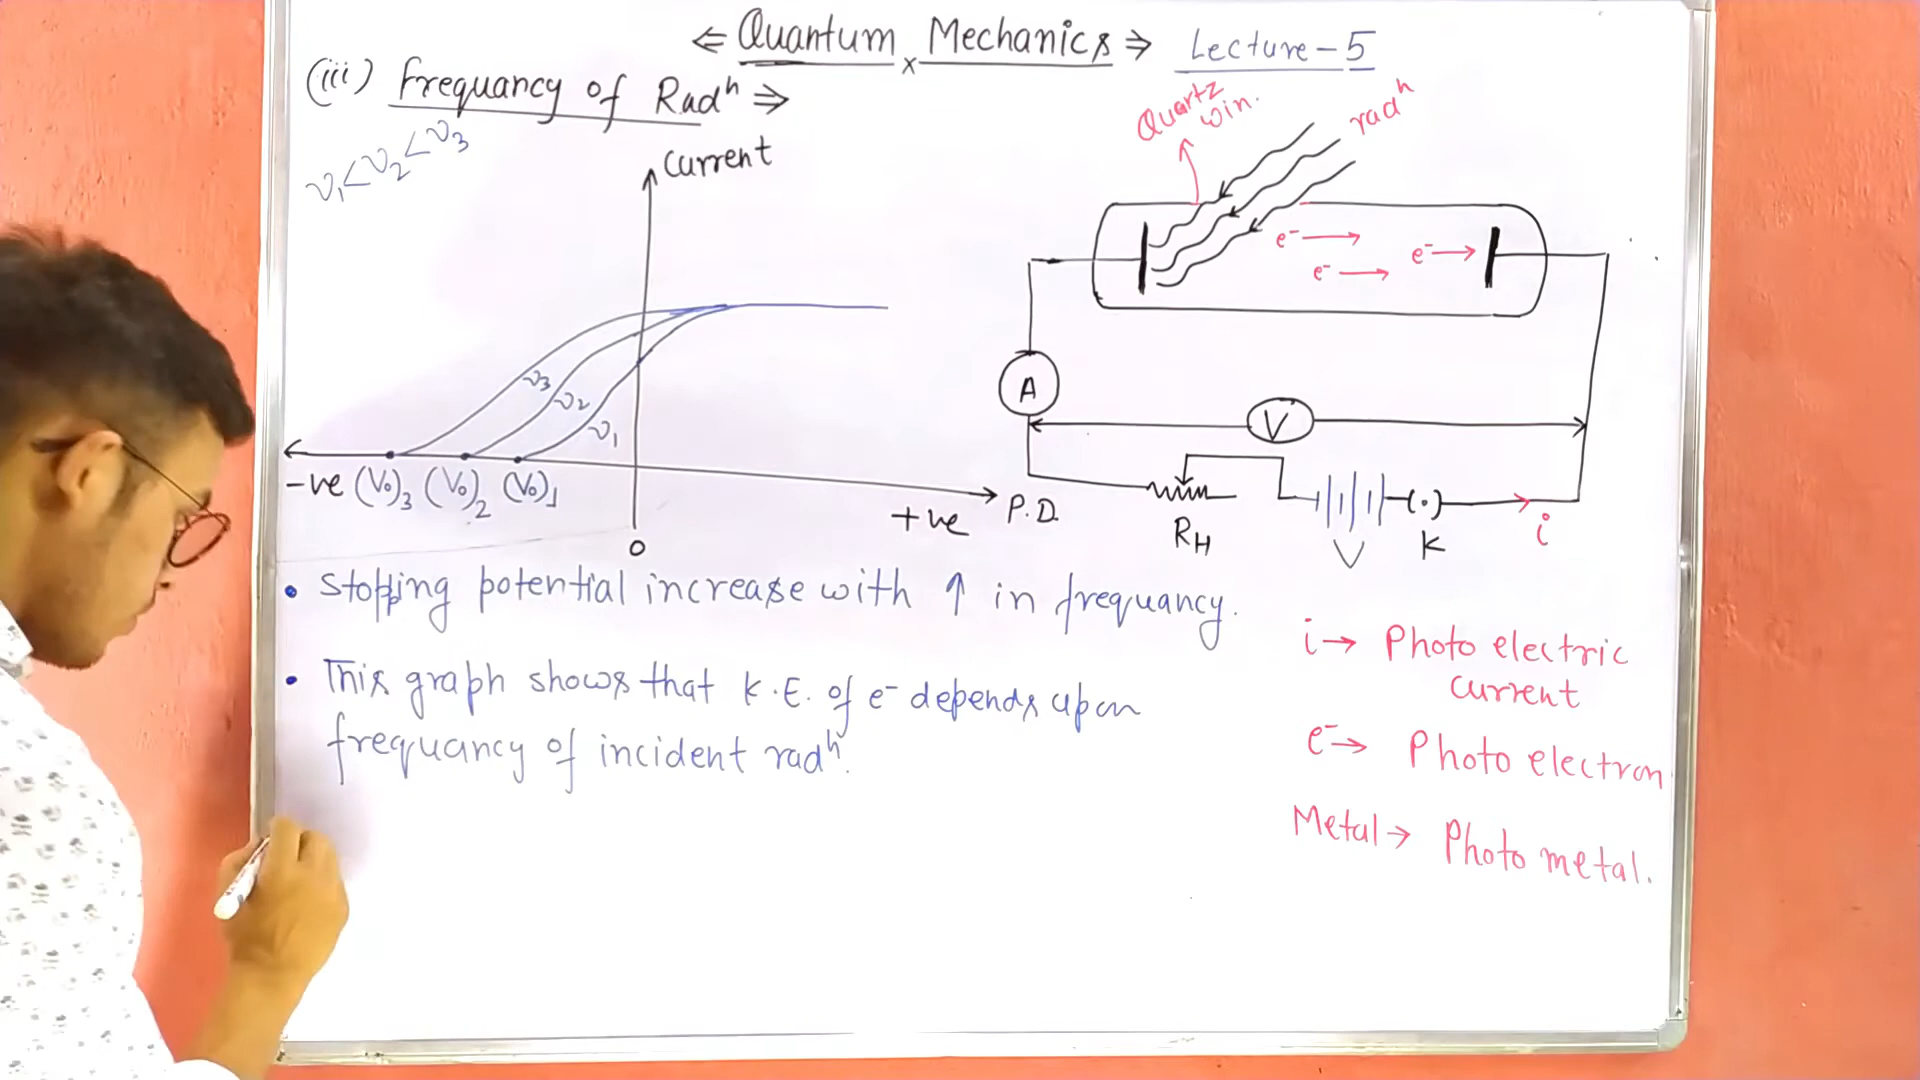 ⇐ Quantum x Mechanics ⇒ Lecture-5
(iii) Frequancy of Radⁿ ⇒
ν₁<ν₂<ν₃
Current
ν₃
ν₂
ν₁
-ve (V₀)₃ (V₀)₂ (V₀)₁
+ve P.D.
0
Quartz
win.
radⁿ
e⁻→
e⁻→
e⁻→
A
V
R_H
V
K
i
• Stopping potential increase with ↑ in frequancy.
• This graph shows that K.E. of e⁻ depends upon
frequancy of incident radⁿ.
i→ Photo electric
Current
e⁻→ Photo electron
Metal→ Photo metal.